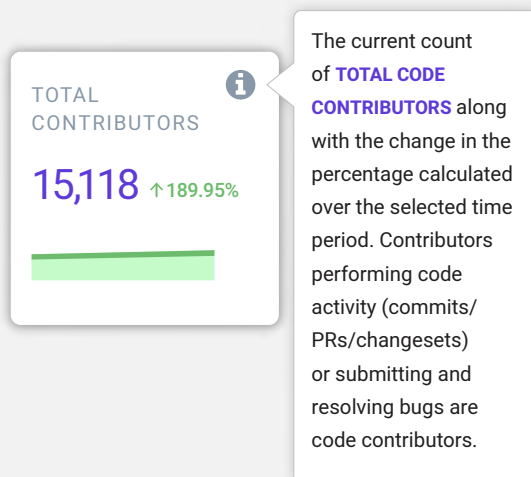 TOTAL
CONTRIBUTORS
15,118 ↑189.95%
The current count
of TOTAL CODE
CONTRIBUTORS along
with the change in the
percentage calculated
over the selected time
period. Contributors
performing code
activity (commits/
PRs/changesets)
or submitting and
resolving bugs are
code contributors.